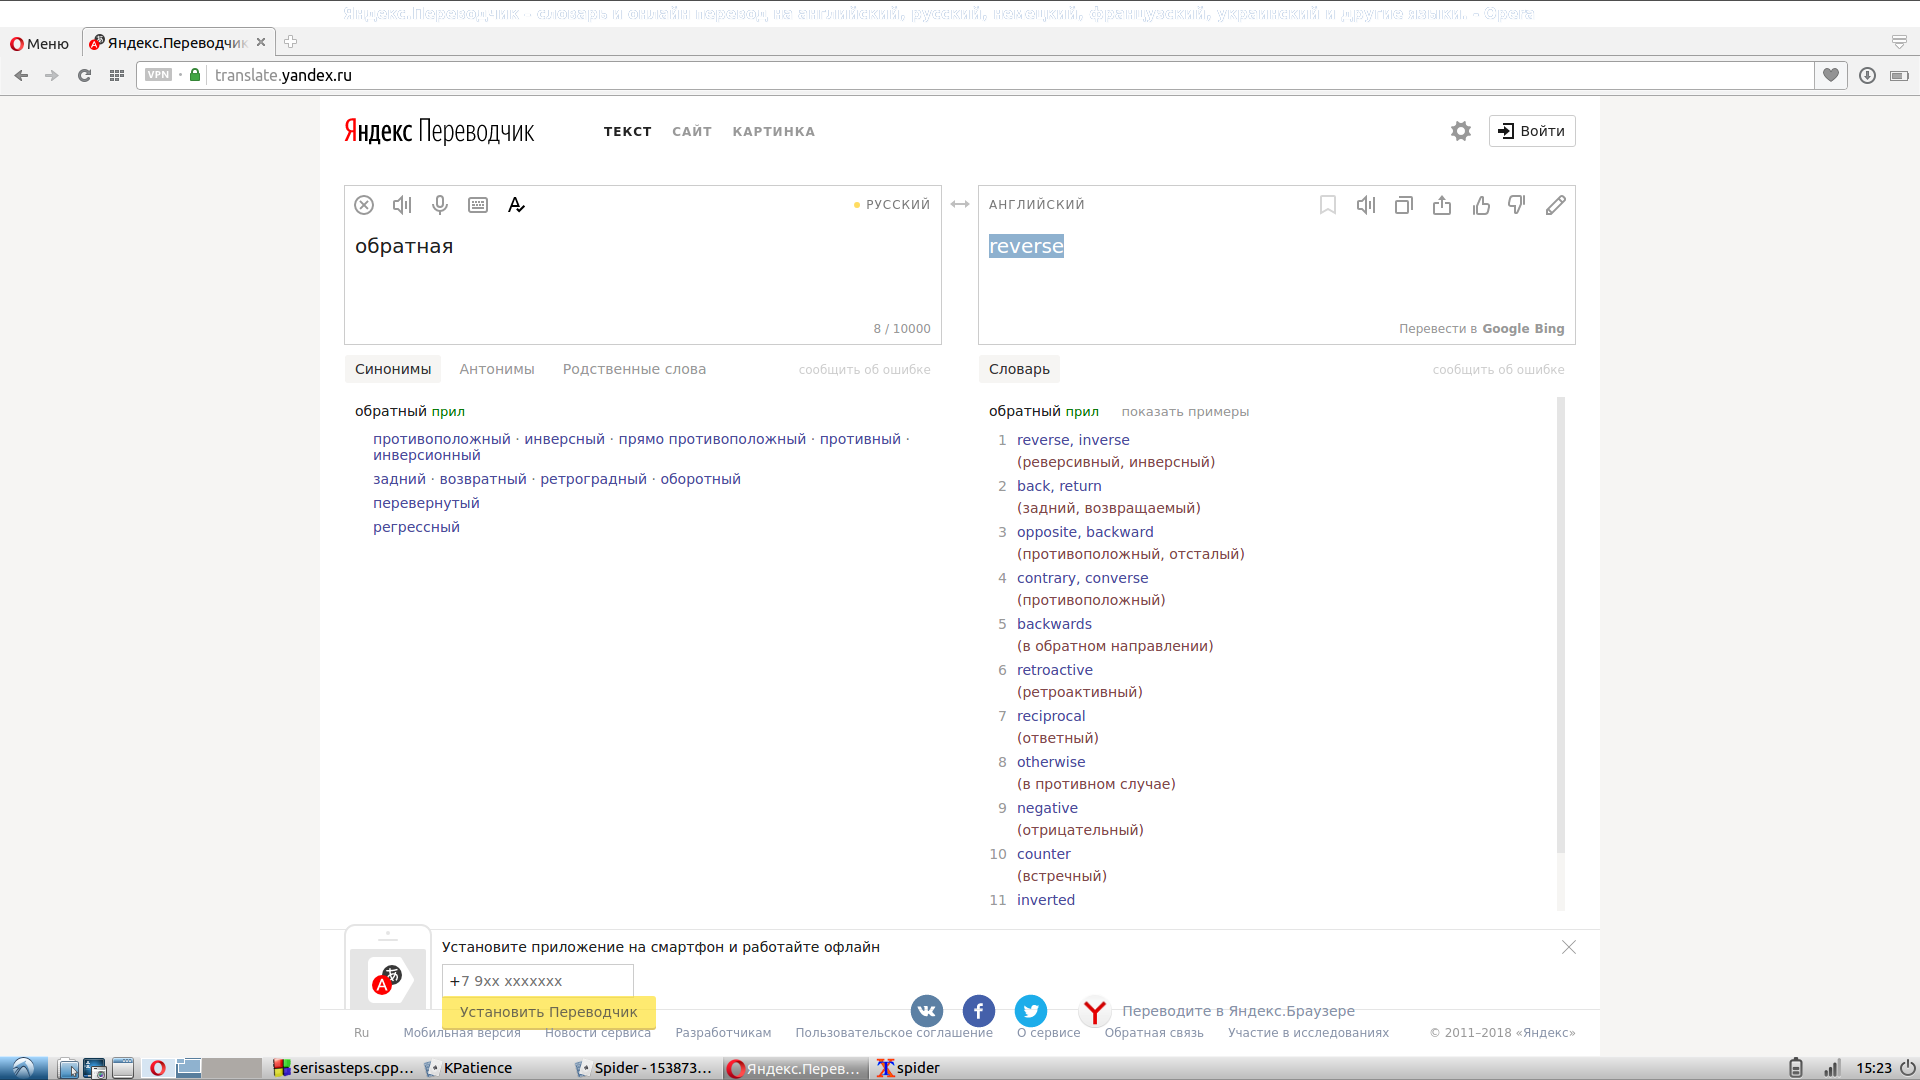 Яндекс.Переводчик – словарь и онлайн перевод на английский, русский, немецкий, французский, украинский и другие языки. - Opera
Меню
Яндекс.Переводчик
VPN
translate.yandex.ru
Яндекс Переводчик
ТЕКСТ САЙТ КАРТИНКА
Войти
РУССКИЙ
АНГЛИЙСКИЙ
обратная
reverse
8 / 10000
Перевести в Google Bing
Синонимы Антонимы Родственные слова сообщить об ошибке
Словарь сообщить об ошибке
обратный прил
противоположный · инверсный · прямо противоположный · противный ·
инверсионный
задний · возвратный · ретроградный · оборотный
перевернутый
регрессный
обратный прил показать примеры
1 reverse, inverse
(реверсивный, инверсный)
2 back, return
(задний, возвращаемый)
3 opposite, backward
(противоположный, отсталый)
4 contrary, converse
(противоположный)
5 backwards
(в обратном направлении)
6 retroactive
(ретроактивный)
7 reciprocal
(ответный)
8 otherwise
(в противном случае)
9 negative
(отрицательный)
10 counter
(встречный)
11 inverted
Установите приложение на смартфон и работайте офлайн
+7 9xx xxxxxxx
Установить Переводчик
Переводите в Яндекс.Браузере
Ru Мобильная версия Новости сервиса Разработчикам Пользовательское соглашение О сервисе Обратная связь Участие в исследованиях © 2011–2018 «Яндекс»
serisasteps.cpp... KPatience Spider - 153873... Яндекс.Перев... spider 15:23